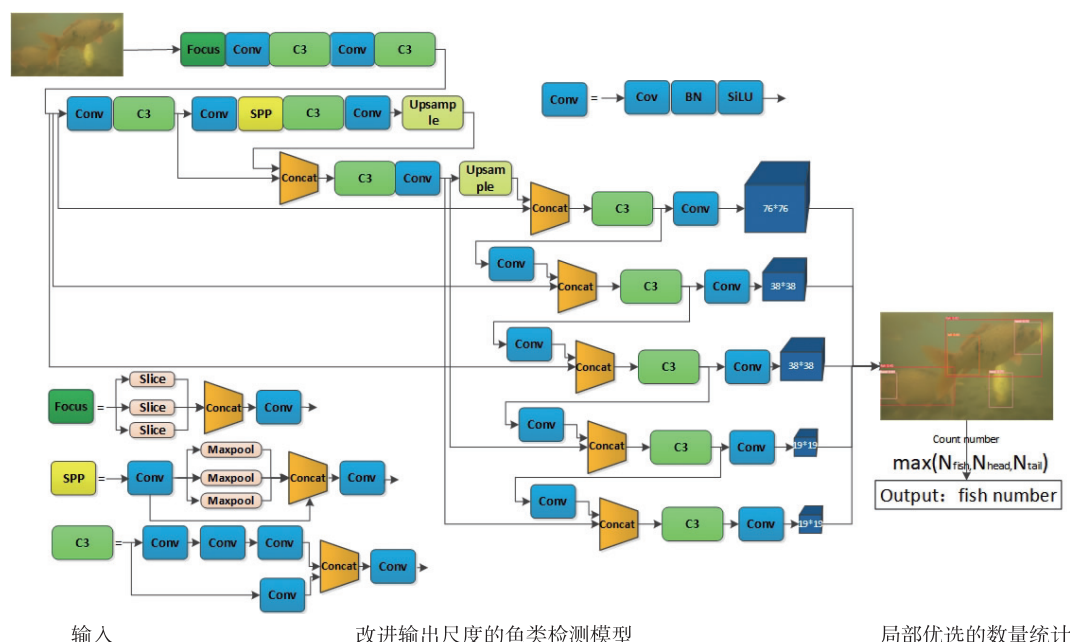 Focus Conv C3 Conv C3
Conv = Cov BN SiLU
Conv C3 Conv SPP C3 Conv Upsamp
le
Concat C3 Conv Upsa
mple
Concat C3 Conv 76*76
Conv Concat C3 Conv 38*38
Conv Concat C3 Conv 38*38
Conv Concat C3 Conv 19*19
Conv Concat C3 Conv 19*19
Focus = Slice
Slice
Slice
Concat Conv
SPP = Conv Maxpool
Maxpool
Maxpool
Concat Conv
C3 = Conv Conv Conv
Conv
Concat Conv
Count number
max(Nfish,Nhead,Ntail)
Output：fish number
输入
改进输出尺度的鱼类检测模型
局部优选的数量统计